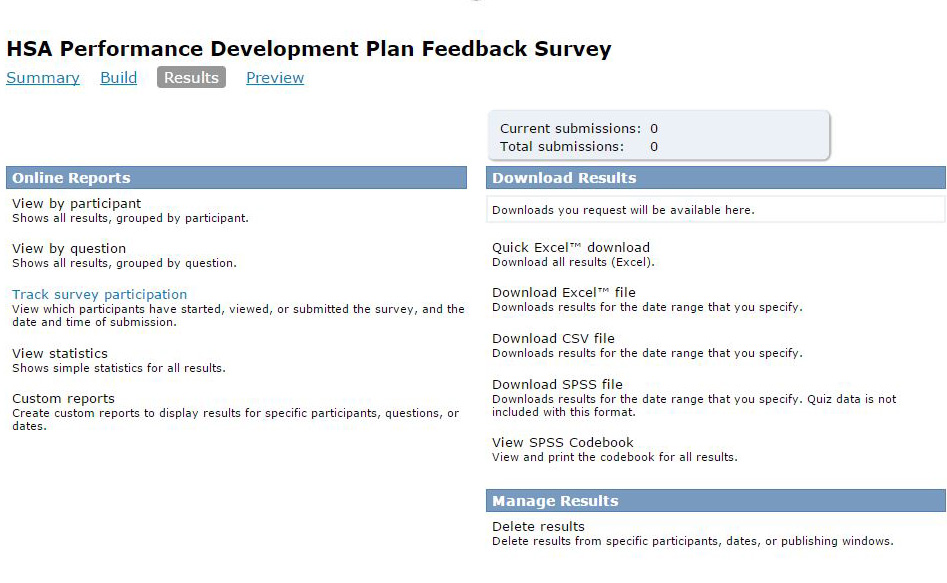 HSA Performance Development Plan Feedback Survey
Summary Build Results Preview
Current submissions: 0
Total submissions: 0
Online Reports
View by participant
Shows all results, grouped by participant.
View by question
Shows all results, grouped by question.
Track survey participation
View which participants have started, viewed, or submitted the survey, and the
date and time of submission.
View statistics
Shows simple statistics for all results.
Custom reports
Create custom reports to display results for specific participants, questions, or
dates.
Download Results
Downloads you request will be available here.
Quick Excel™ download
Download all results (Excel).
Download Excel™ file
Downloads results for the date range that you specify.
Download CSV file
Downloads results for the date range that you specify.
Download SPSS file
Downloads results for the date range that you specify. Quiz data is not
included with this format.
View SPSS Codebook
View and print the codebook for all results.
Manage Results
Delete results
Delete results from specific participants, dates, or publishing windows.